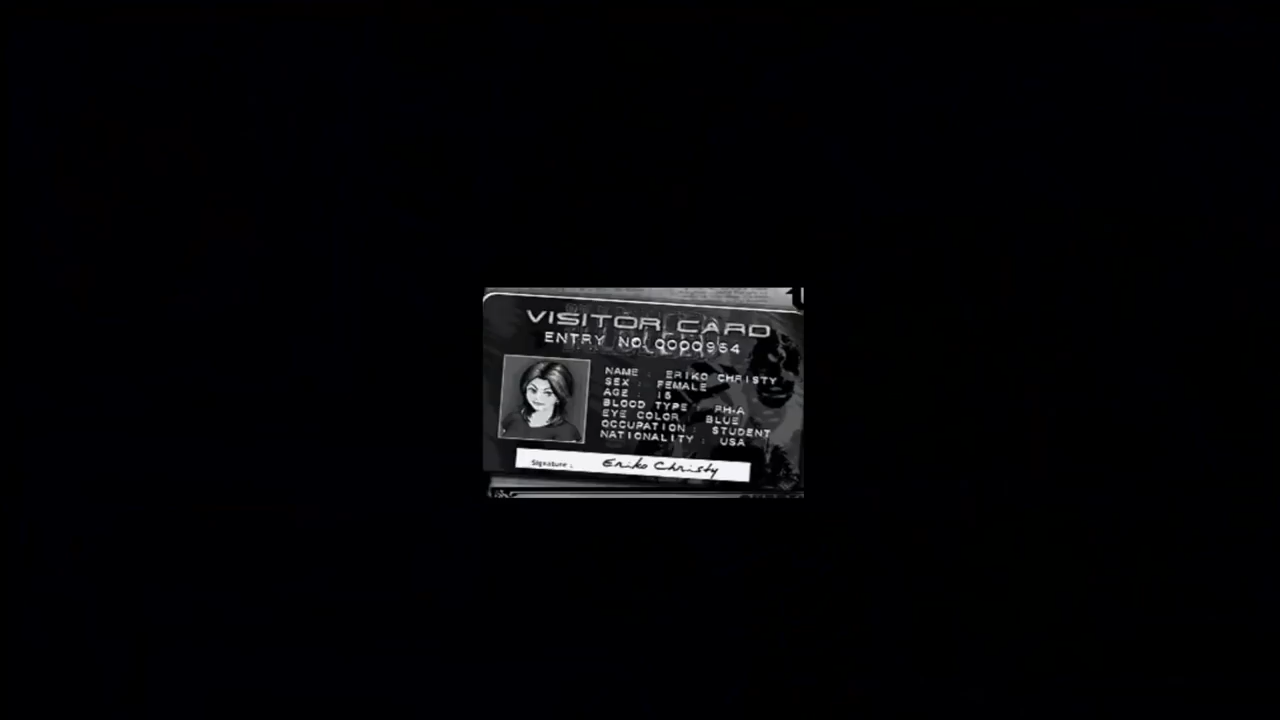 VISITOR CARD
ENTRY NO. 0000954
NAME : ERIKO CHRISTY
SEX : FEMALE
AGE : 15
BLOOD TYPE : RH-A
EYE COLOR : BLUE
OCCUPATION : STUDENT
NATIONALITY : USA
Signature : Eriko Christy